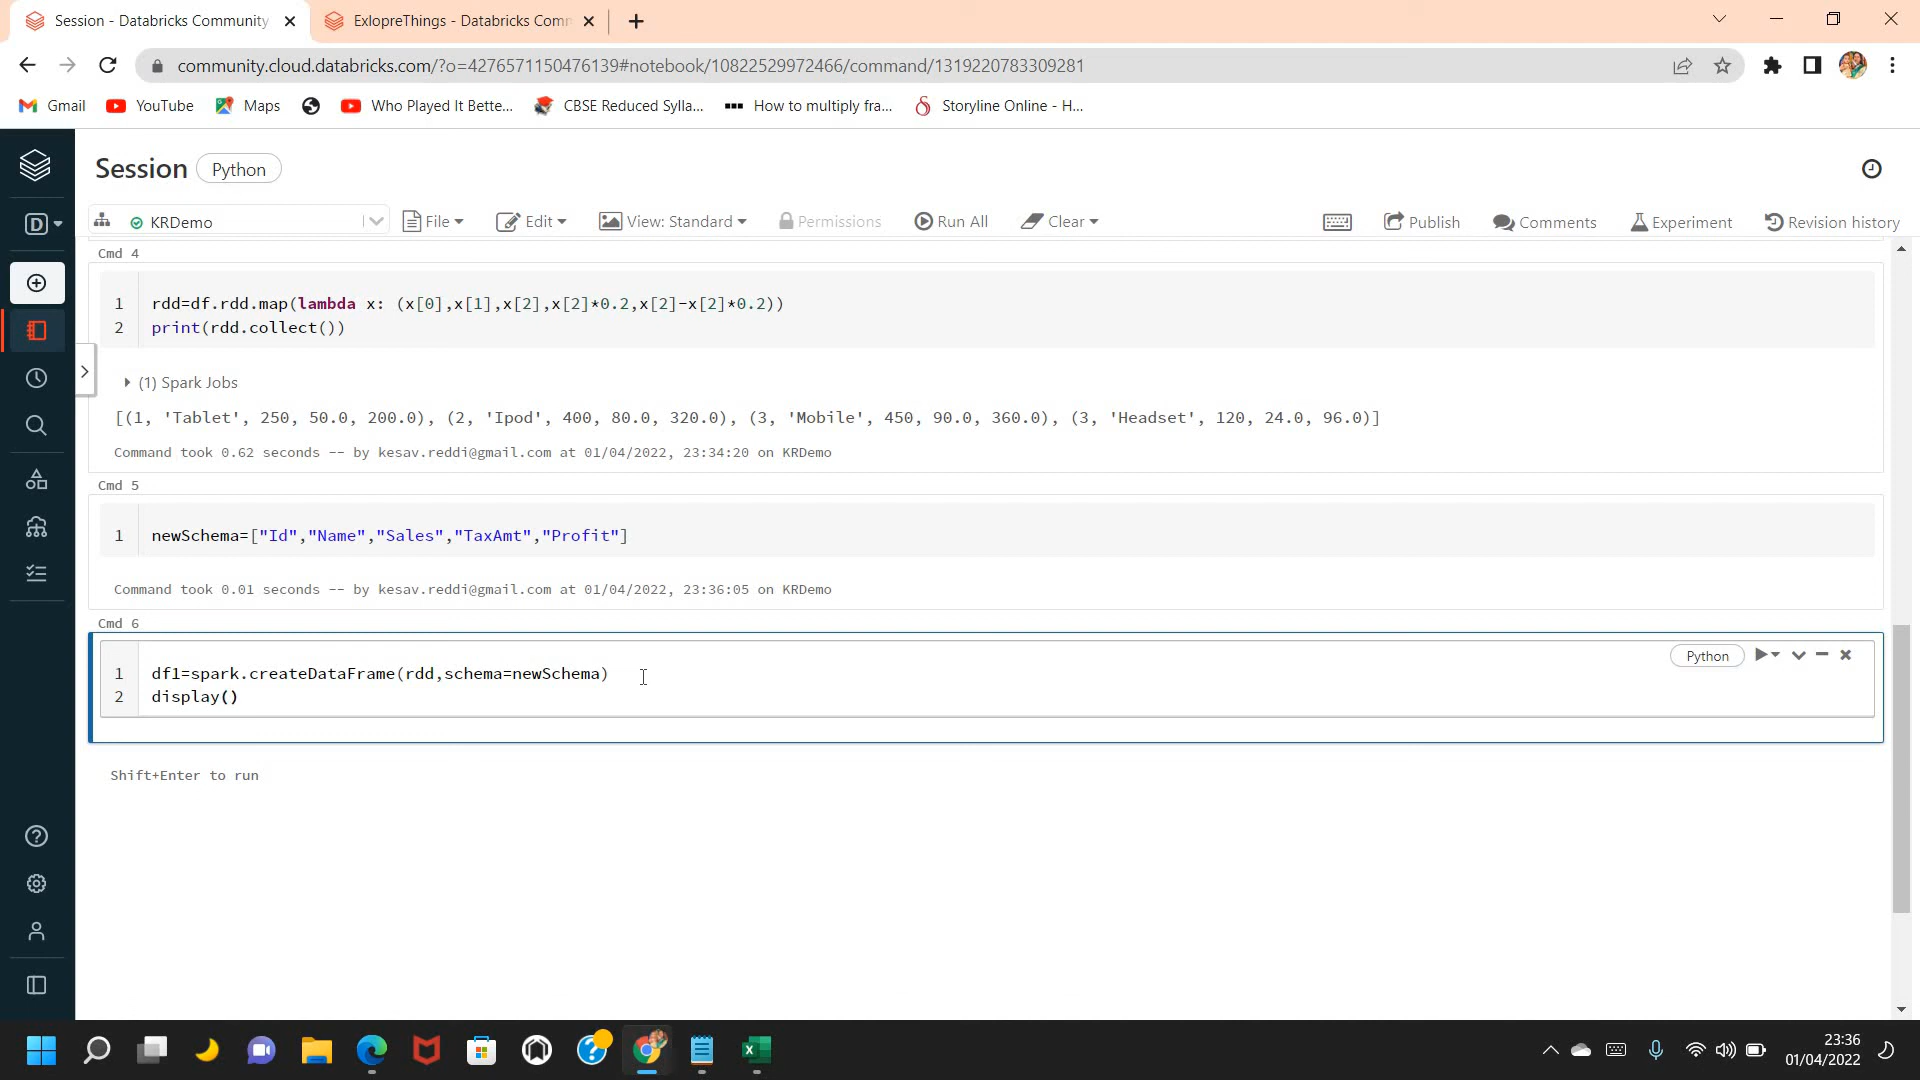 Session - Databricks Community
ExlopreThings - Databricks Comm
community.cloud.databricks.com/?o=4276571150476139#notebook/10822529972466/command/1319220783309281
Gmail YouTube Maps Who Played It Bette... CBSE Reduced Sylla... How to multiply fra... Storyline Online - H...
Session Python
D KRDemo File Edit View: Standard Permissions Run All Clear Publish Comments Experiment Revision history
Cmd 4
1 rdd=df.rdd.map(lambda x: (x[0],x[1],x[2],x[2]*0.2,x[2]-x[2]*0.2))
2 print(rdd.collect())
(1) Spark Jobs
[(1, 'Tablet', 250, 50.0, 200.0), (2, 'Ipod', 400, 80.0, 320.0), (3, 'Mobile', 450, 90.0, 360.0), (3, 'Headset', 120, 24.0, 96.0)]
Command took 0.62 seconds -- by kesav.reddi@gmail.com at 01/04/2022, 23:34:20 on KRDemo
Cmd 5
1 newSchema=["Id","Name","Sales","TaxAmt","Profit"]
Command took 0.01 seconds -- by kesav.reddi@gmail.com at 01/04/2022, 23:36:05 on KRDemo
Cmd 6
Python
1 df1=spark.createDataFrame(rdd,schema=newSchema)
2 display()
Shift+Enter to run
23:36
01/04/2022